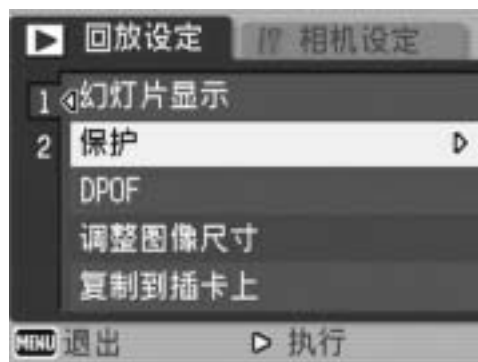 回放设定 相机设定
1 幻灯片显示
2 保护
DPOF
调整图像尺寸
复制到插卡上
MENU 退出 执行